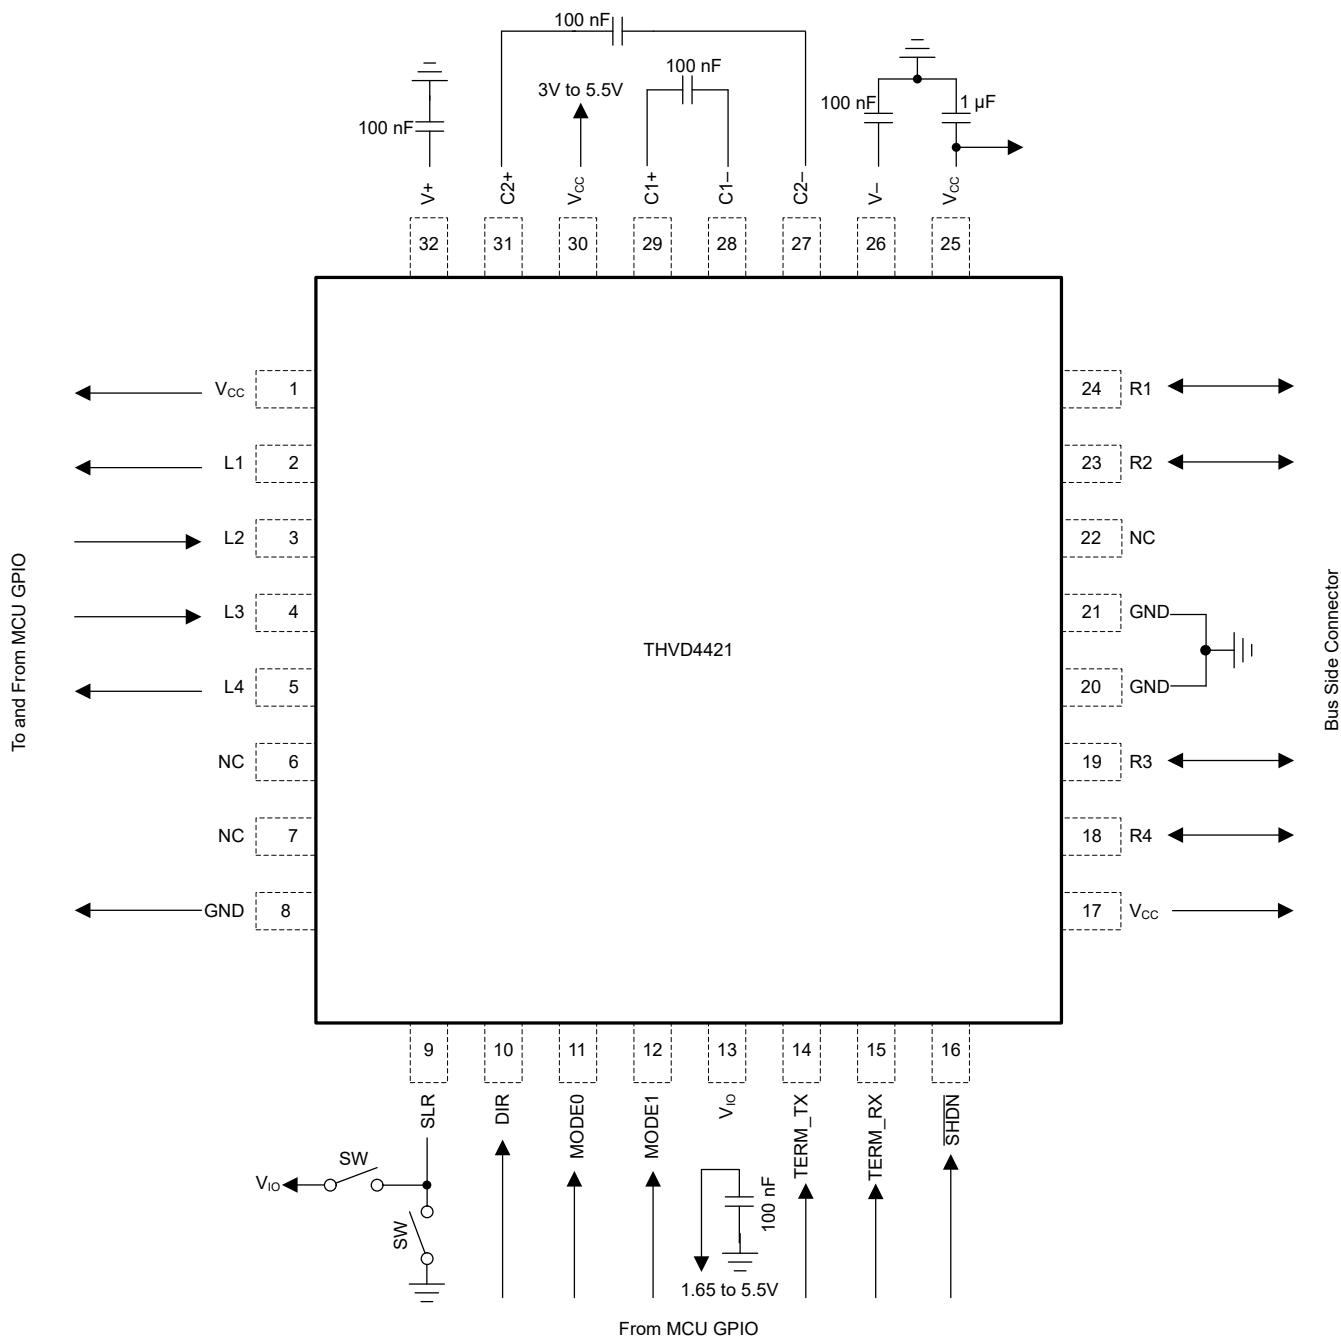 100 nF
100 nF
3V to 5.5V
100 nF
1 µF
100 nF
V+
C2+
VCC
C1+
C1–
C2–
V–
VCC
32
31
30
29
28
27
26
25
VCC
1
24
R1
L1
2
23
R2
L2
3
22
NC
L3
4
21
GND
THVD4421
L4
5
20
GND
NC
6
19
R3
NC
7
18
R4
GND
8
17
VCC
To and From MCU GPIO
Bus Side Connector
9
10
11
12
13
14
15
16
SLR
DIR
MODE0
MODE1
VIO
TERM_TX
TERM_RX
SHDN
SW
VIO
SW
100 nF
1.65 to 5.5V
From MCU GPIO